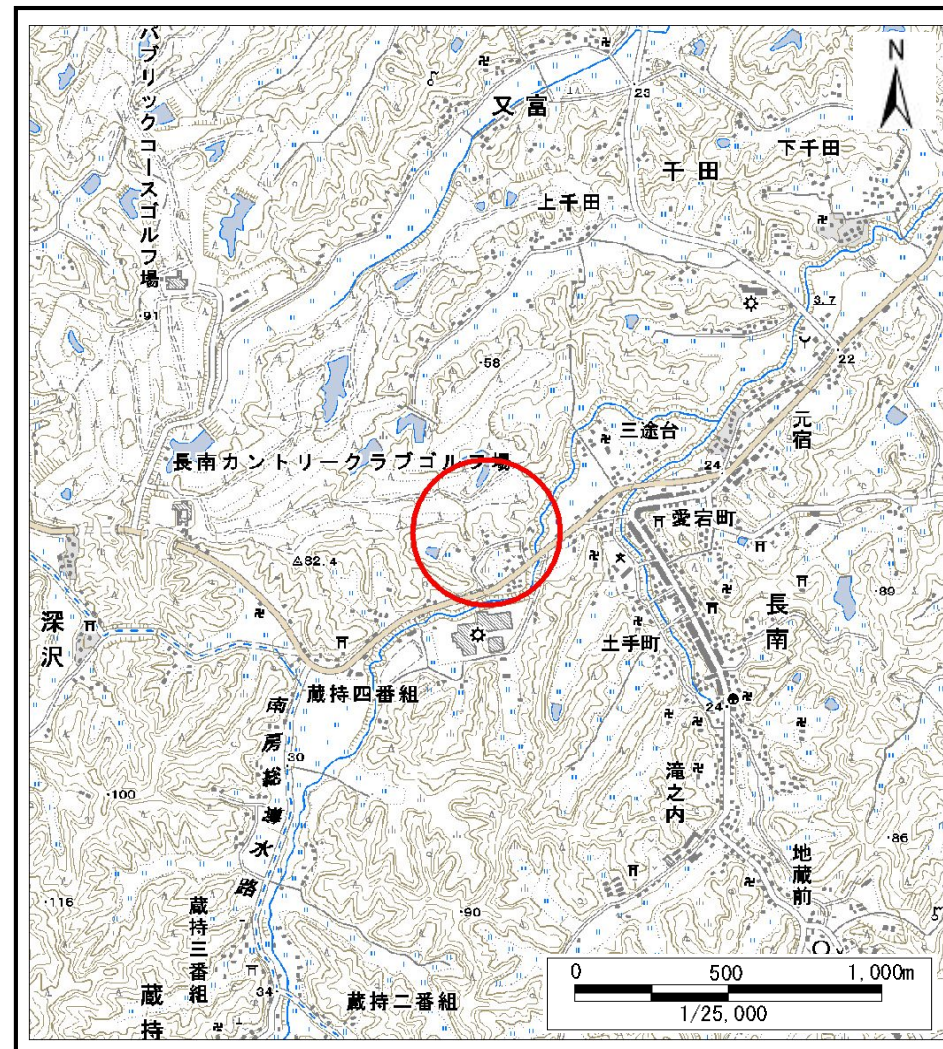 パブリックコースゴルフ場
又富
23
N
下千田
千田
50
上千田
3.7
91
58
22
元宿
三途台
長南カントリークラブゴルフ場
24
愛宕町
82.4
89
深沢
長南
土手町
蔵持四番組
24
南房総導水路
30
滝之内
100
86
地蔵前
116
90
蔵持三番組
34
蔵持二番組
蔵持
0 500 1,000m
1/25,000